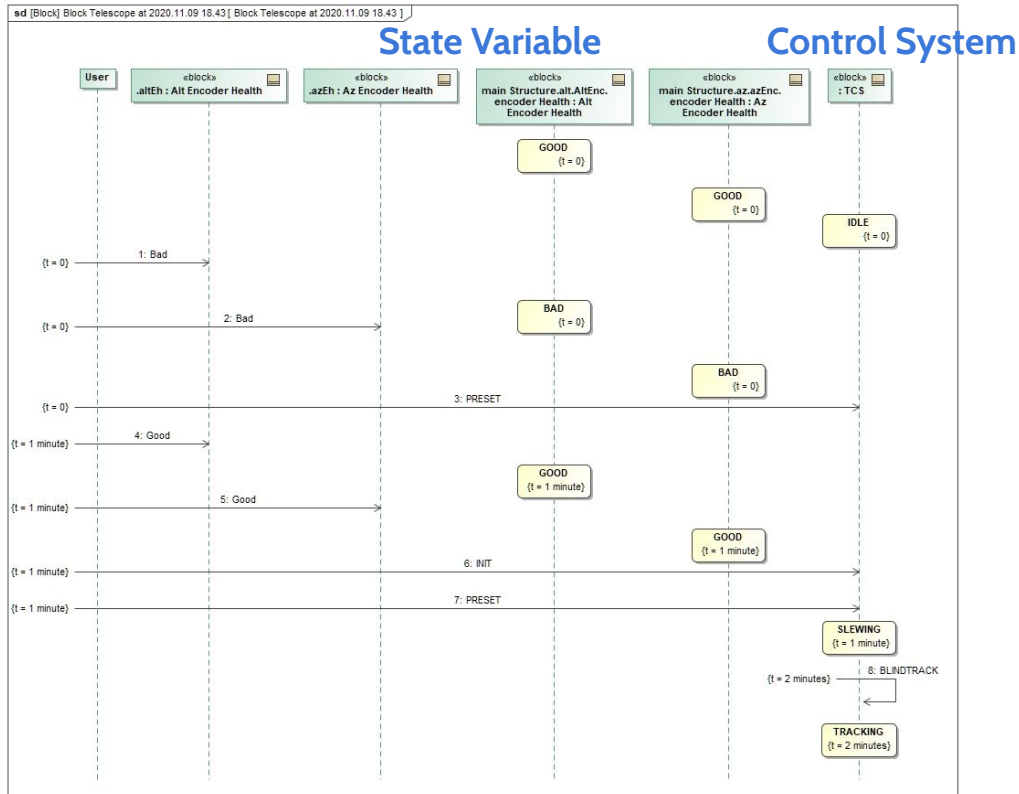 sd [Block] Block Telescope at 2020.11.09 18.43 [ Block Telescope at 2020.11.09 18.43 ]
State Variable
Control System
User
«block»
.altEh : Alt Encoder Health
«block»
.azEh : Az Encoder Health
«block»
main Structure.alt.AltEnc.
encoder Health : Alt
Encoder Health
«block»
main Structure.az.azEnc.
encoder Health : Az
Encoder Health
«block»
: TCS
GOOD
{t = 0}
GOOD
{t = 0}
IDLE
{t = 0}
1: Bad
{t = 0}
2: Bad
{t = 0}
BAD
{t = 0}
BAD
{t = 0}
3: PRESET
{t = 0}
4: Good
{t = 1 minute}
GOOD
{t = 1 minute}
5: Good
{t = 1 minute}
GOOD
{t = 1 minute}
6: INIT
{t = 1 minute}
7: PRESET
{t = 1 minute}
SLEWING
{t = 1 minute}
8: BLINDTRACK
{t = 2 minutes}
TRACKING
{t = 2 minutes}